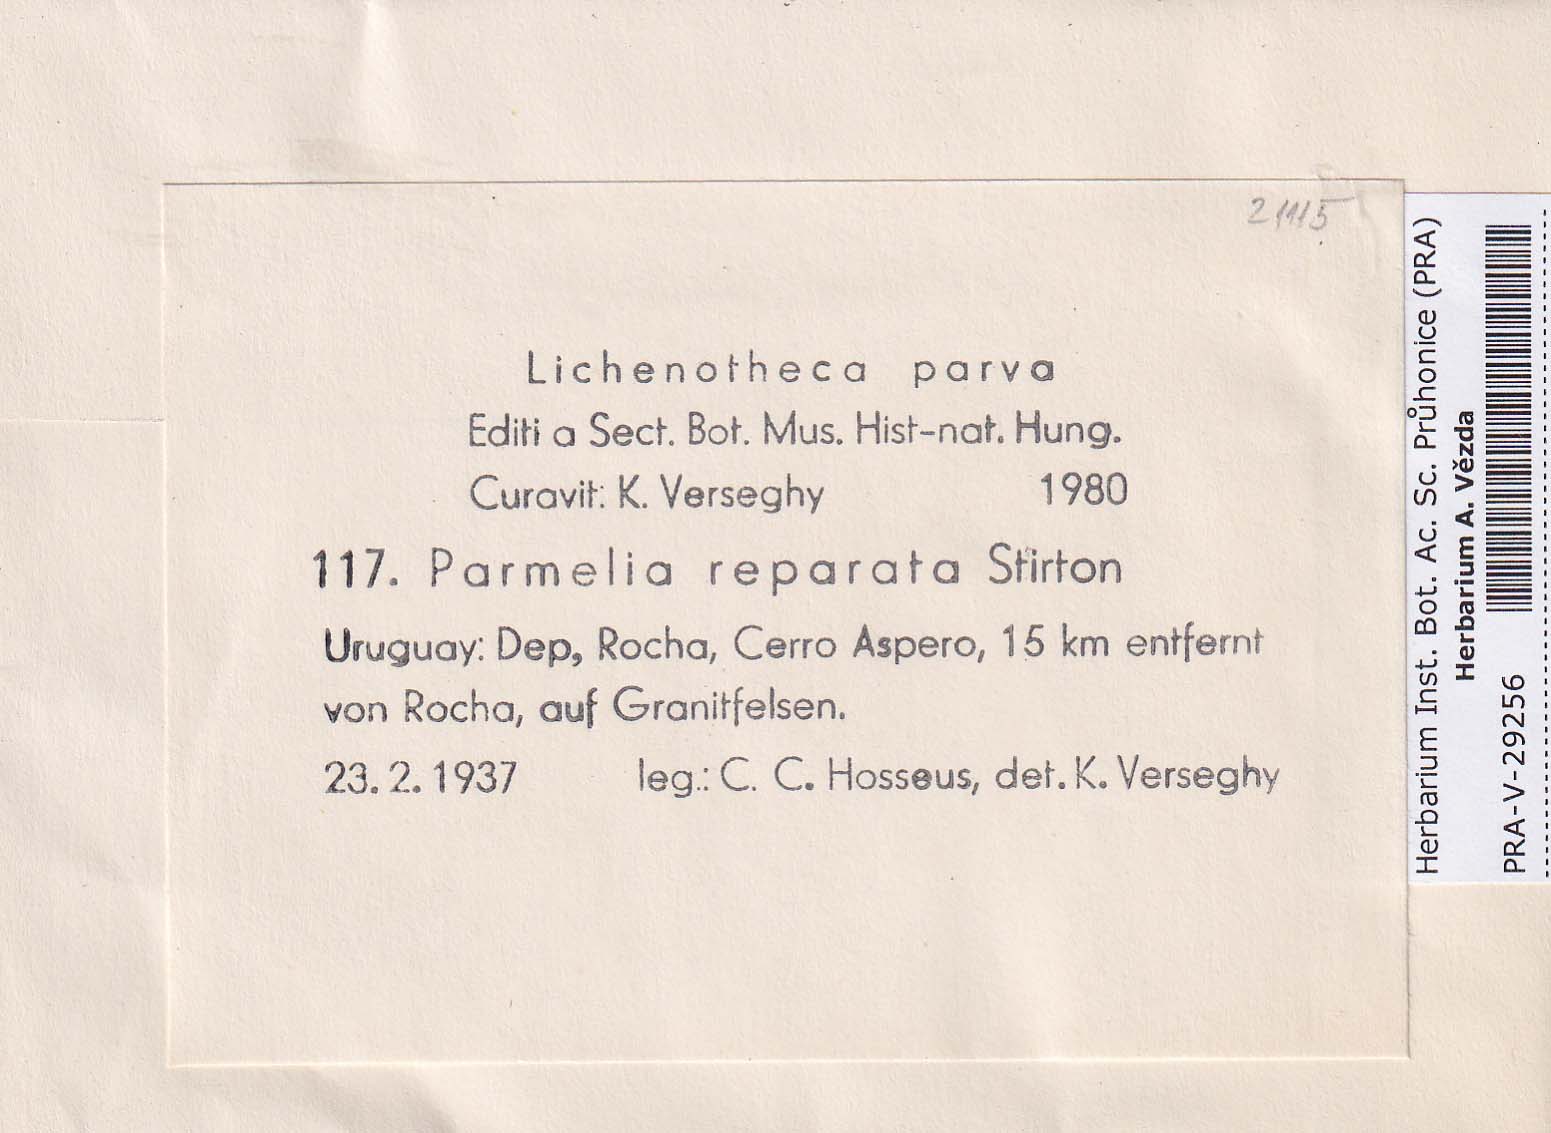 21115
Lichenotheca parva
Editi a Sect. Bot. Mus. Hist-nat. Hung.
Curavit: K. Verseghy 1980
117. Parmelia reparata Stirton
Uruguay: Dep, Rocha, Cerro Aspero, 15 km entfernt
von Rocha, auf Granitfelsen.
23. 2. 1937 leg.: C. C. Hosseus, det. K. Verseghy
Herbarium Inst. Bot. Ac. Sc. Průhonice (PRA)
Herbarium A. Vězda
PRA-V-29256